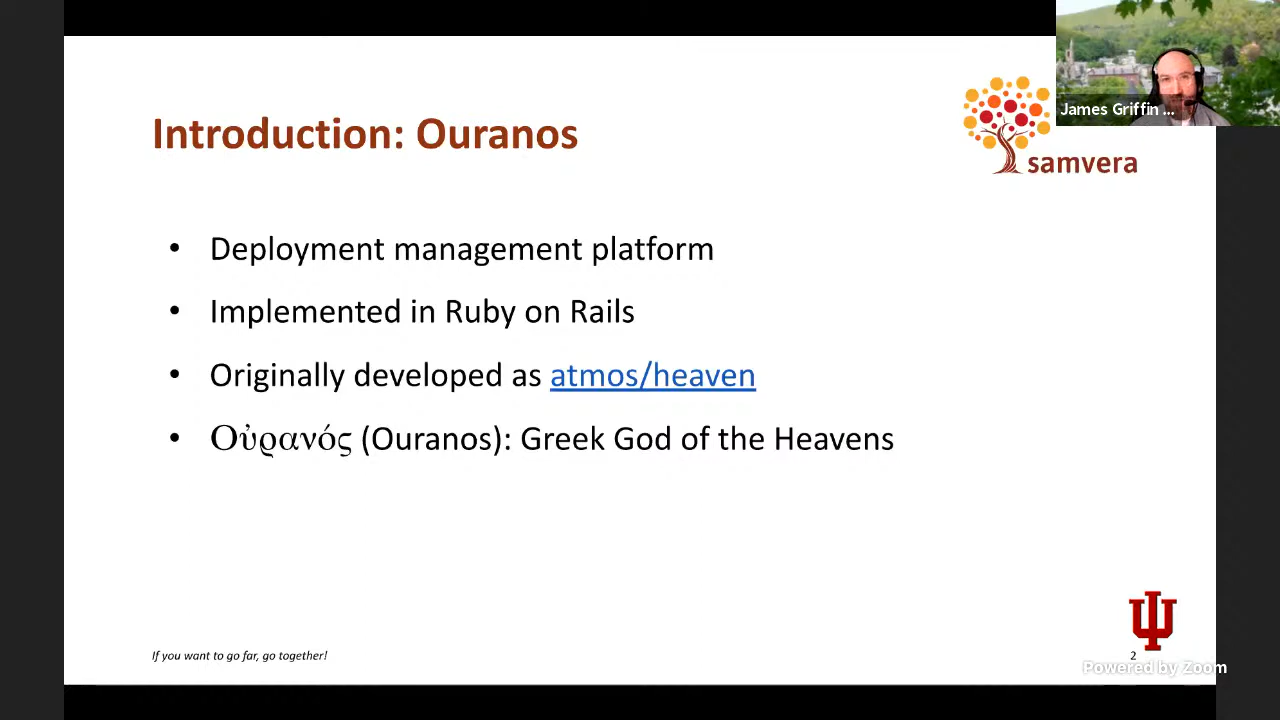 Introduction: Ouranos
James Griffin ...
samvera
• Deployment management platform
• Implemented in Ruby on Rails
• Originally developed as atmos/heaven
• Οὐρανός (Ouranos): Greek God of the Heavens
If you want to go far, go together!
2
Powered by Zoom